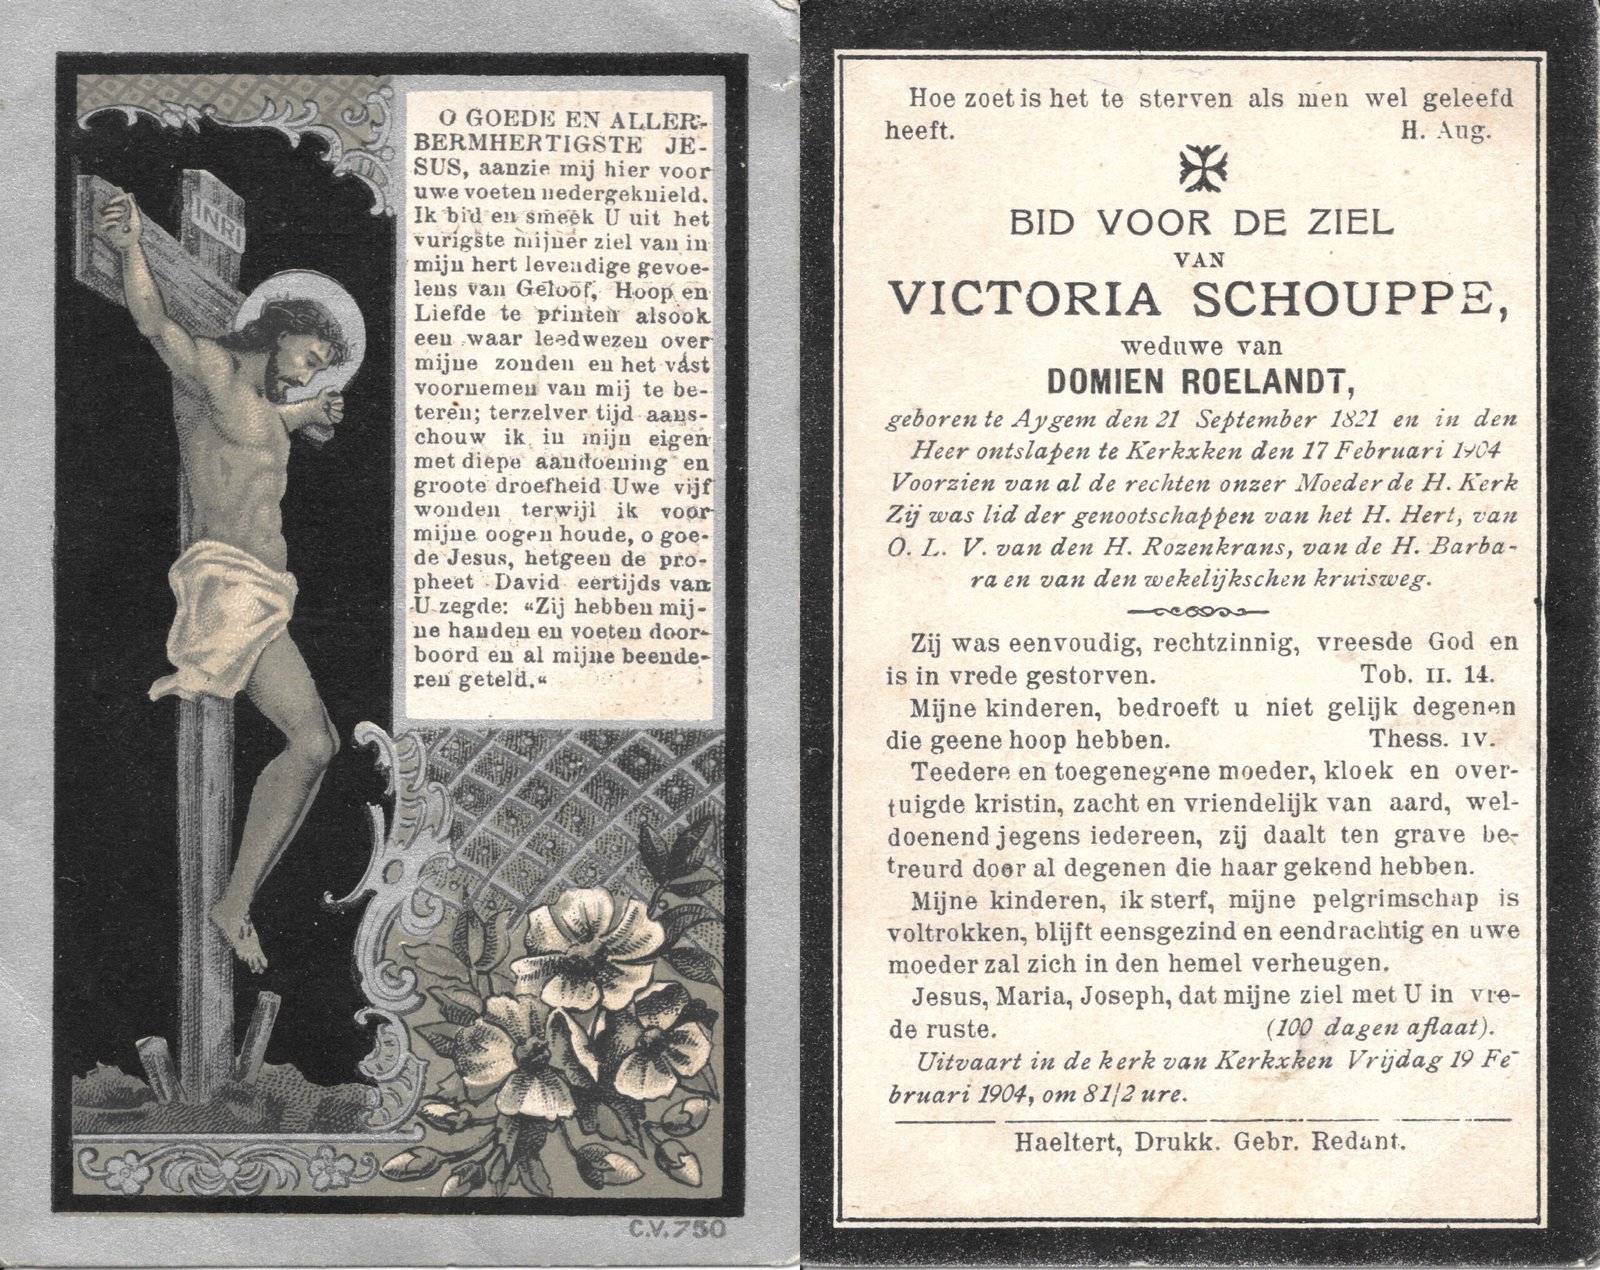 INRI
O GOEDE EN ALLER-
BERMHERTIGSTE JE-
SUS, aanzie mij hier voor
uwe voeten nedergeknield.
Ik bid en smeek U uit het
vurigste mijner ziel van in
mijn hert levendige gevoe-
lens van Geloof, Hoop en
Liefde te printen alsook
een waar leedwezen over
mijne zonden en het vast
voornemen van mij te be-
teren; terzelver tijd aans-
chouw ik in mijn eigen
met diepe aandoening en
groote droefheid Uwe vijf
wonden terwijl ik voor
mijne oogen houde, o goe-
de Jesus, hetgeen de pro-
pheet David eertijds van
U zegde: “Zij hebben mij-
ne handen en voeten door-
boord en al mijne beende-
ren geteld.“
C.V. 750
Hoe zoet is het te sterven als men wel geleefd
heeft. H. Aug.
BID VOOR DE ZIEL
VAN
VICTORIA SCHOUPPE,
weduwe van
DOMIEN ROELANDT,
geboren te Aygem den 21 September 1821 en in den
Heer ontslapen te Kerkxken den 17 Februari 1904
Voorzien van al de rechten onzer Moeder de H. Kerk
Zij was lid der genootschappen van het H. Hert, van
O. L. V. van den H. Rozenkrans, van de H. Barba-
ra en van den wekelijkschen kruisweg.
Zij was eenvoudig, rechtzinnig, vreesde God en
is in vrede gestorven. Tob. II. 14.
Mijne kinderen, bedroeft u niet gelijk degenen
die geene hoop hebben. Thess. IV.
Teedere en toegenegene moeder, kloek en over-
tuigde kristin, zacht en vriendelijk van aard, wel-
doenend jegens iedereen, zij daalt ten grave be-
treurd door al degenen die haar gekend hebben.
Mijne kinderen, ik sterf, mijne pelgrimschap is
voltrokken, blijft eensgezind en eendrachtig en uwe
moeder zal zich in den hemel verheugen.
Jesus, Maria, Joseph, dat mijne ziel met U in vre-
de ruste. (100 dagen aflaat).
Uitvaart in de kerk van Kerkxken Vrijdag 19 Fe-
bruari 1904, om 8 1/2 ure.
Haeltert, Drukk. Gebr. Redant.